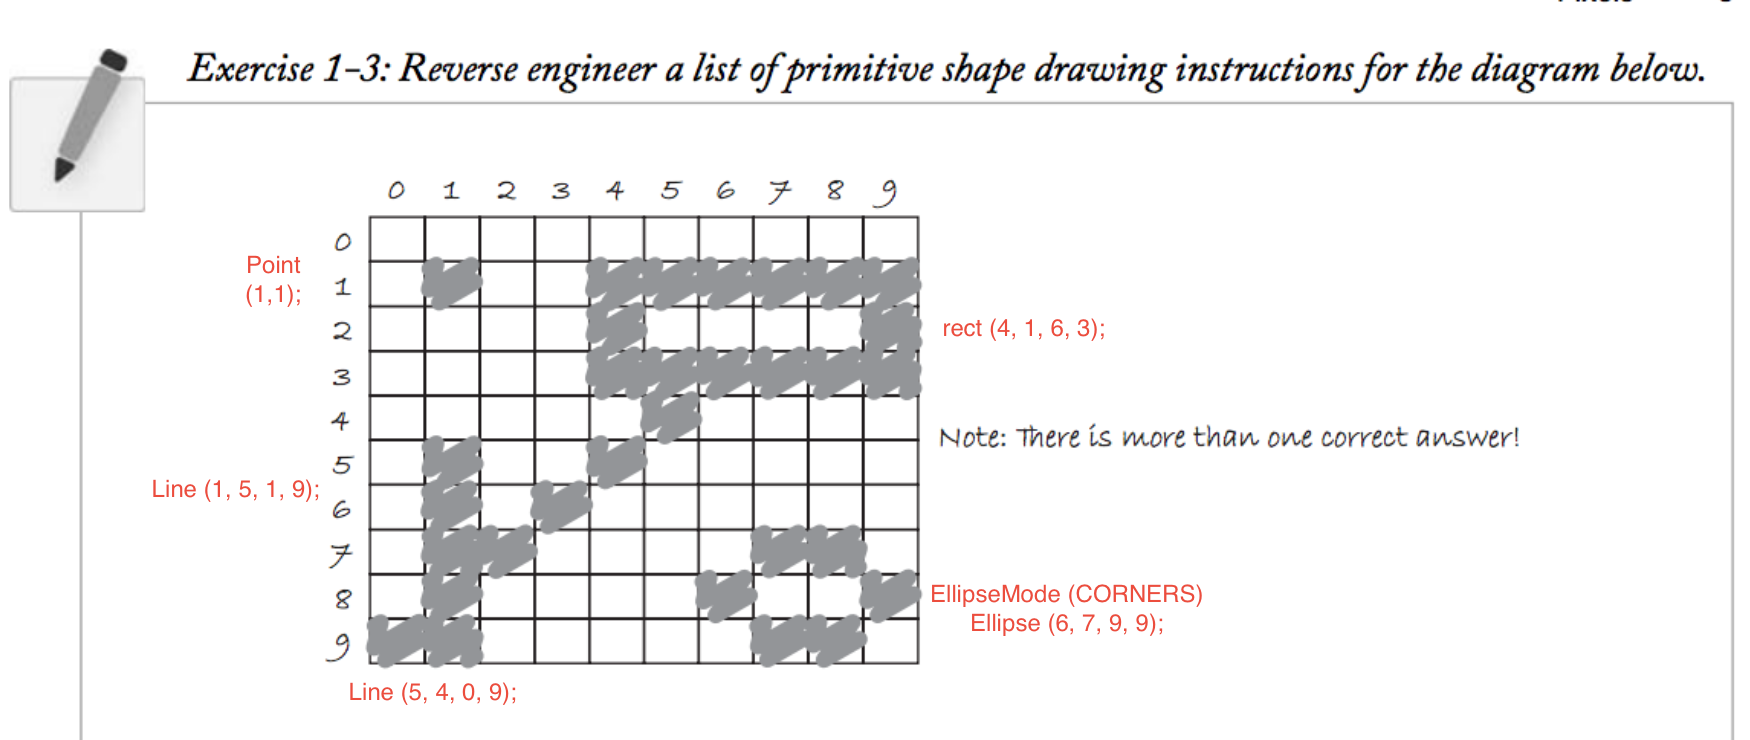 Exercise 1-3: Reverse engineer a list of primitive shape drawing instructions for the diagram below.
0 1 2 3 4 5 6 7 8 9
0
Point
(1,1);
1
2
rect (4, 1, 6, 3);
3
4
Note: There is more than one correct answer!
5
Line (1, 5, 1, 9);
6
7
8
EllipseMode (CORNERS)
Ellipse (6, 7, 9, 9);
9
Line (5, 4, 0, 9);